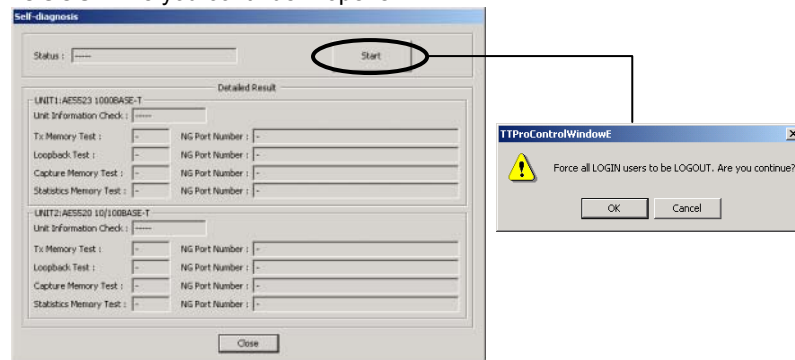 Self-diagnosis
Status : -----
Start
Detailed Result
UNIT1:AE5523 1000BASE-T
Unit Information Check : -----
Tx Memory Test : - NG Port Number : -
Loopback Test : - NG Port Number : -
Capture Memory Test : - NG Port Number : -
Statistics Memory Test : - NG Port Number : -
UNIT2:AE5520 10/100BASE-T
Unit Information Check : -----
Tx Memory Test : - NG Port Number : -
Loopback Test : - NG Port Number : -
Capture Memory Test : - NG Port Number : -
Statistics Memory Test : - NG Port Number : -
Close
TTProControlWindowE
Force all LOGIN users to be LOGOUT. Are you continue?
OK Cancel